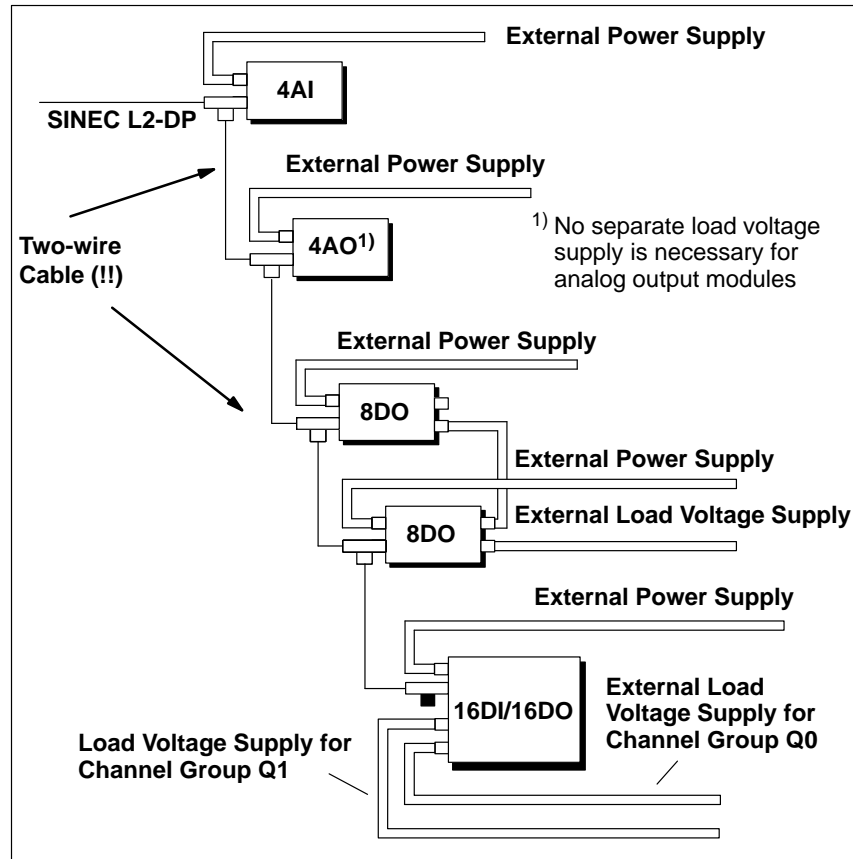 External Power Supply
4AI
SINEC L2-DP
External Power Supply
4AO1)
1) No separate load voltage
supply is necessary for
analog output modules
Two-wire
Cable (!!)
External Power Supply
8DO
External Power Supply
External Load Voltage Supply
8DO
External Power Supply
16DI/16DO
External Load
Voltage Supply for
Channel Group Q0
Load Voltage Supply for
Channel Group Q1